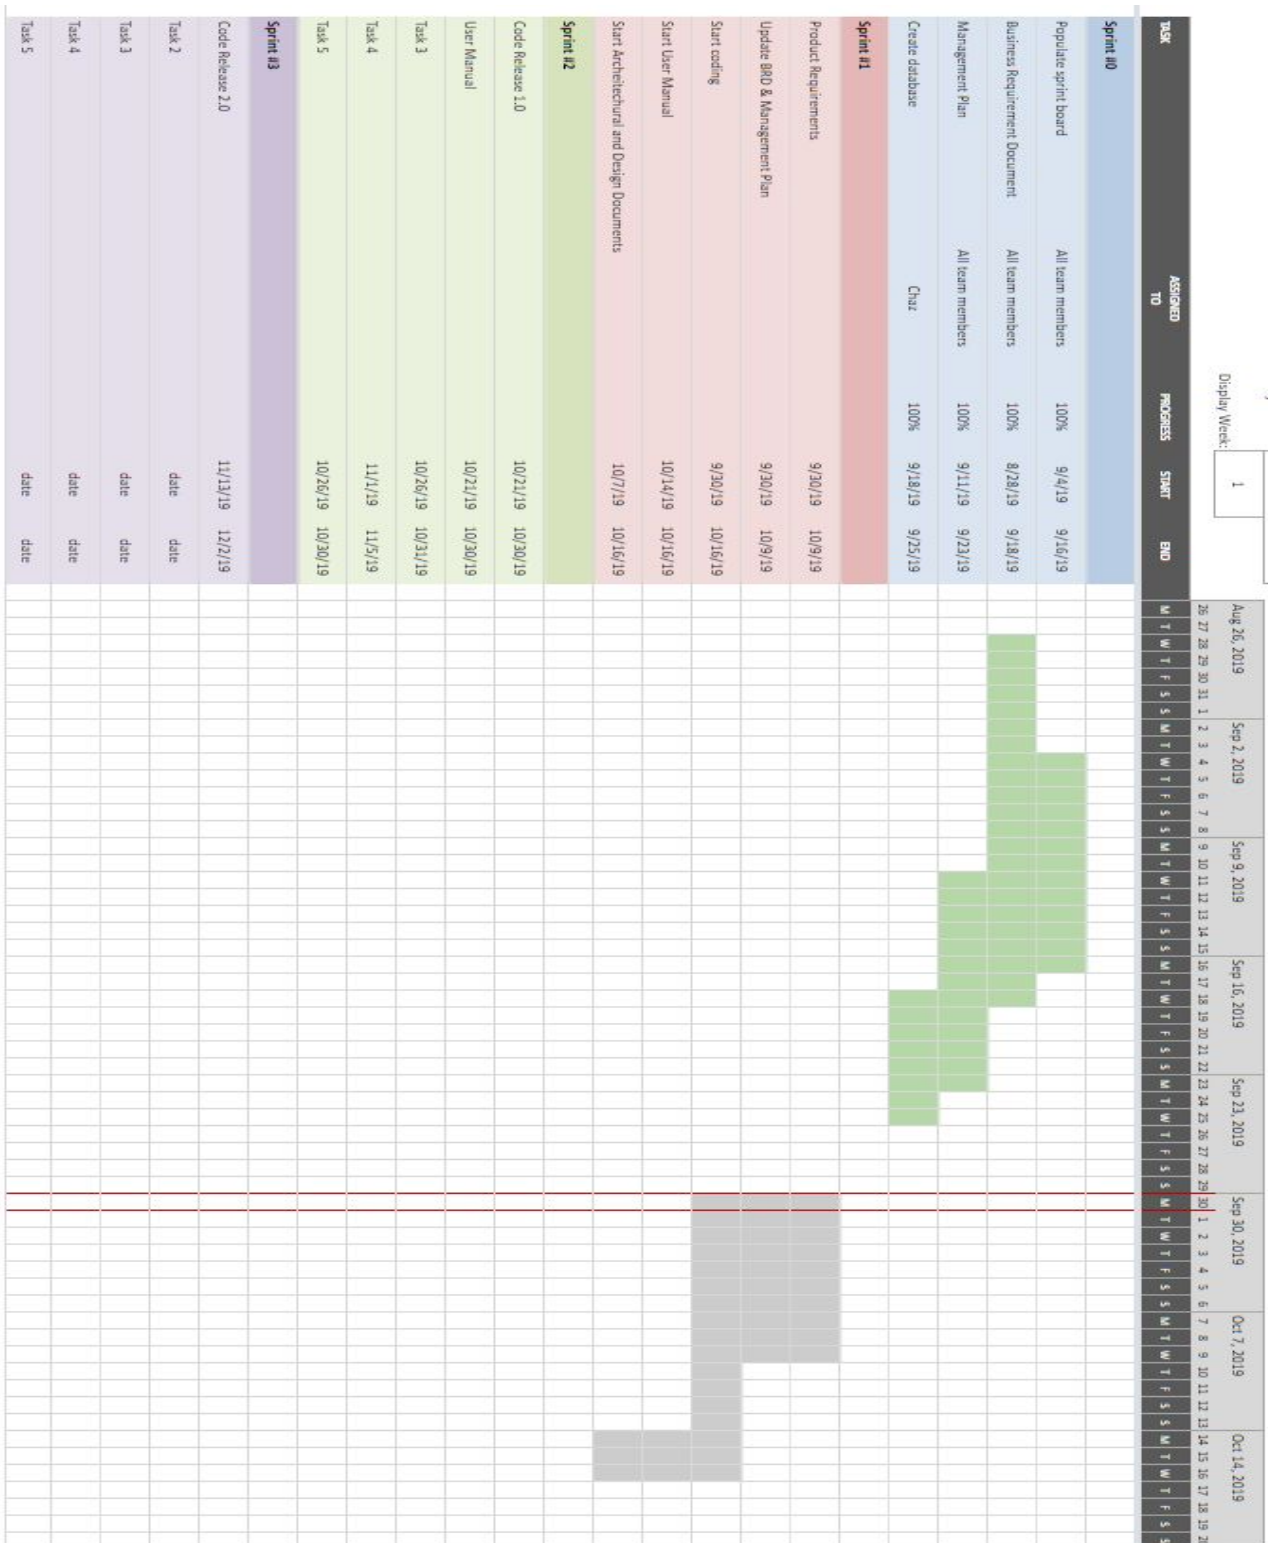 Display Week: 1
Aug 26, 2019 Sep 2, 2019 Sep 9, 2019 Sep 16, 2019 Sep 23, 2019 Sep 30, 2019 Oct 7, 2019 Oct 14, 2019
26 27 28 29 30 31 1 2 3 4 5 6 7 8 9 10 11 12 13 14 15 16 17 18 19 20 21 22 23 24 25 26 27 28 29 30 1 2 3 4 5 6 7 8 9 10 11 12 13 14 15 16 17 18 19
TASK ASSIGNED TO PROGRESS START END M T W T F S S M T W T F S S M T W T F S S M T W T F S S M T W T F S S M T W T F S S M T W T F S S M T W T F S S
Sprint #0
Populate sprint board All team members 100% 9/4/19 9/16/19
Business Requirement Document All team members 100% 8/28/19 9/18/19
Management Plan All team members 100% 9/11/19 9/23/19
Create database Chaz 100% 9/18/19 9/25/19
Sprint #1
Product Requirements 9/30/19 10/9/19
Update BRD & Management Plan 9/30/19 10/9/19
Start coding 9/30/19 10/16/19
Start User Manual 10/14/19 10/16/19
Start Architechural and Design Documents 10/7/19 10/16/19
Sprint #2
Code Release 1.0 10/21/19 10/30/19
User Manual 10/21/19 10/30/19
Task 3 10/26/19 10/31/19
Task 4 11/1/19 11/5/19
Task 5 10/26/19 10/30/19
Sprint #3
Code Release 2.0 11/13/19 12/2/19
Task 2 date date
Task 3 date date
Task 4 date date
Task 5 date date